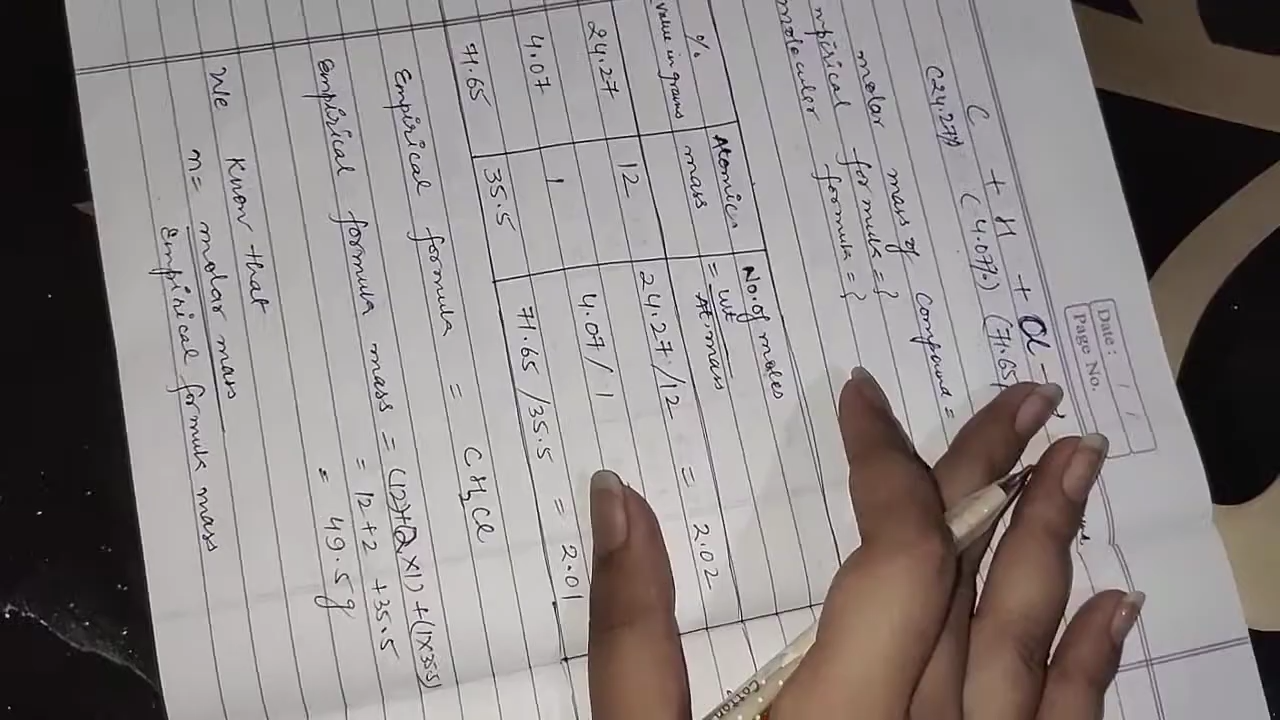 Date: / /
Page No.
C + H + Cl
(24.27%) (4.07%) (71.65
molar mass of compound =
mpirical formula = ?
moleculer formula = ?
% value in grams
Atomic mass
No. of moles = wt / At. mass
24.27 12 24.27/12 = 2.02
4.07 1 4.07/1
71.65 35.5 71.65/35.5 = 2.01
Empirical formula = CH2Cl
Empirical formula mass = (12)+(2×1)+(1×35.5)
= 12+2+35.5
= 49.5g
We know that
n = molar mass
Empirical formula mass
Cotton